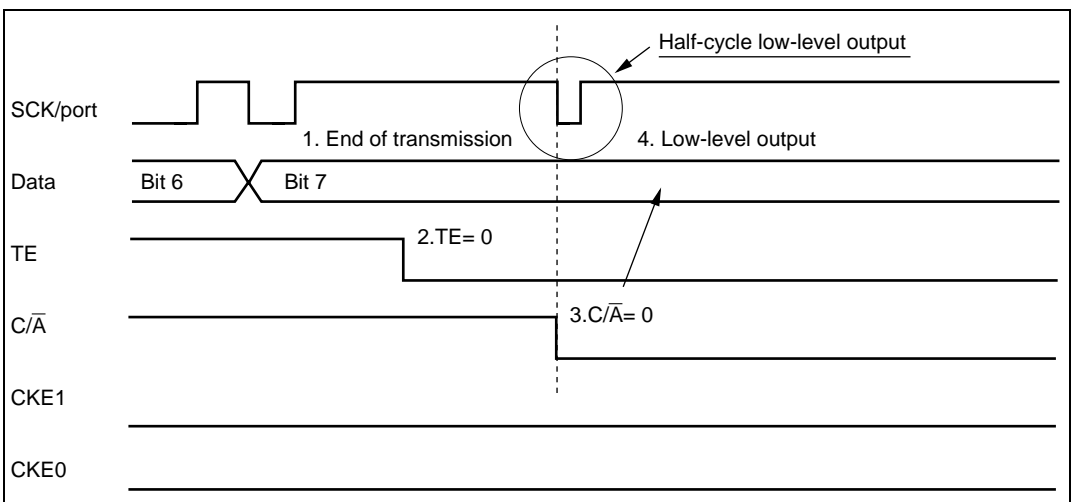 Half-cycle low-level output
SCK/port
1. End of transmission
4. Low-level output
Data
Bit 6
Bit 7
TE
2.TE= 0
C/A̅
3.C/A̅= 0
CKE1
CKE0